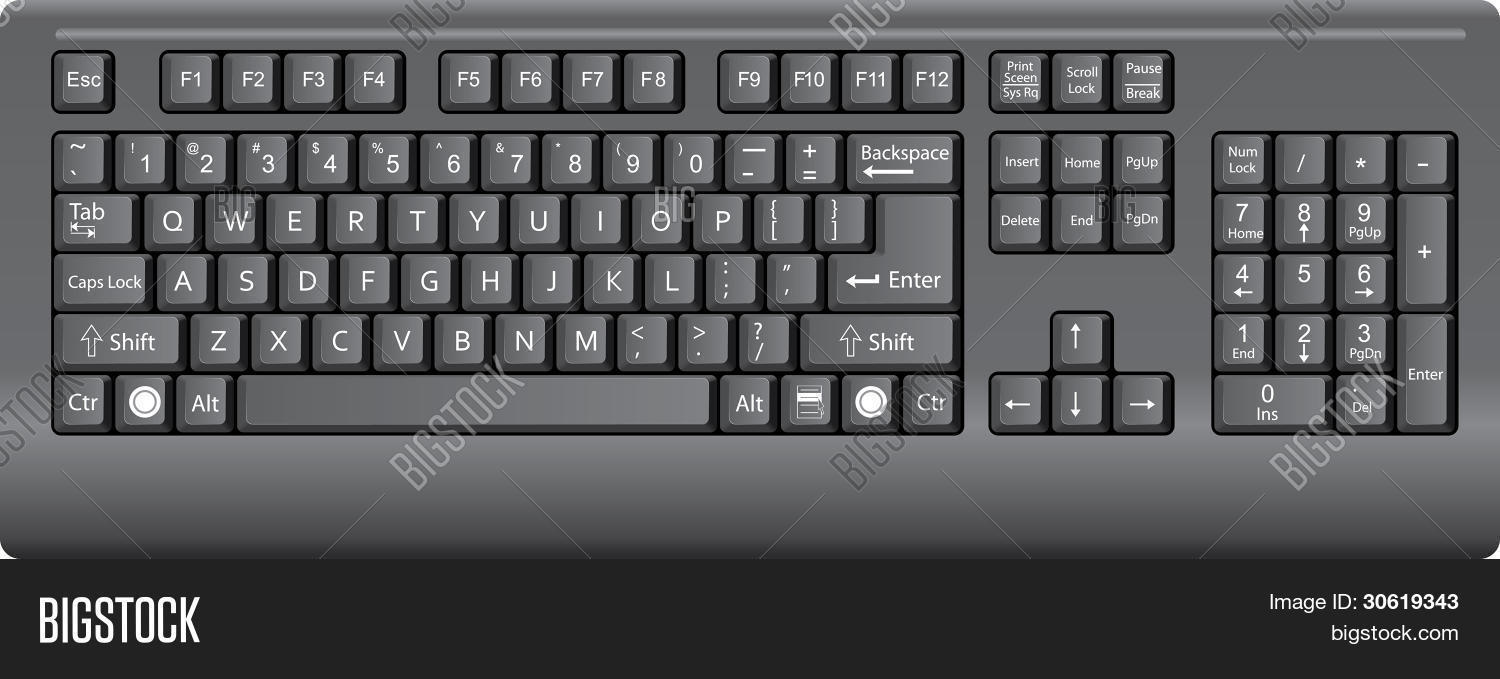 Esc F1 F2 F3 F4 F5 F6 F7 F8 F9 F10 F11 F12 Print Sceen Sys Rq Scroll Lock Pause Break
~ ` ! 1 @ 2 # 3 $ 4 % 5 ^ 6 & 7 * 8 ( 9 ) 0 — - + = Backspace Insert Home PgUp Num Lock / * -
Tab Q W E R T Y U I O P { [ } ] Delete End PgDn 7 Home 8 ↑ 9 PgUp +
Caps Lock A S D F G H J K L : ; " , Enter 4 ← 5 6 →
Shift Z X C V B N M < , > . ? / Shift ↑ 1 End 2 ↓ 3 PgDn Enter
Ctr Alt Alt Ctr ← ↓ → 0 Ins . Del
BIGSTOCK
Image ID: 30619343
bigstock.com